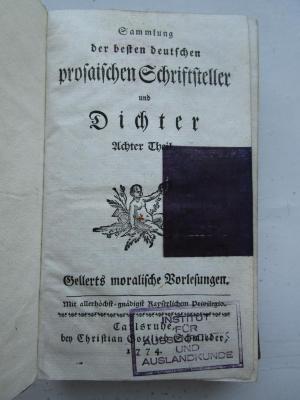 Sammlung
der besten deutschen
prosaischen Schriftsteller
und
Dichter
Achter Theil
Gellerts moralische Vorlesungen.
Mit allerhöchst-gnädigst Kayserlichem Privilegio.
Carlsruhe,
bey Christian Gottlieb Schmieder,
1774.
INSTITUT
FÜR
UND
AUSLANDKUNDE